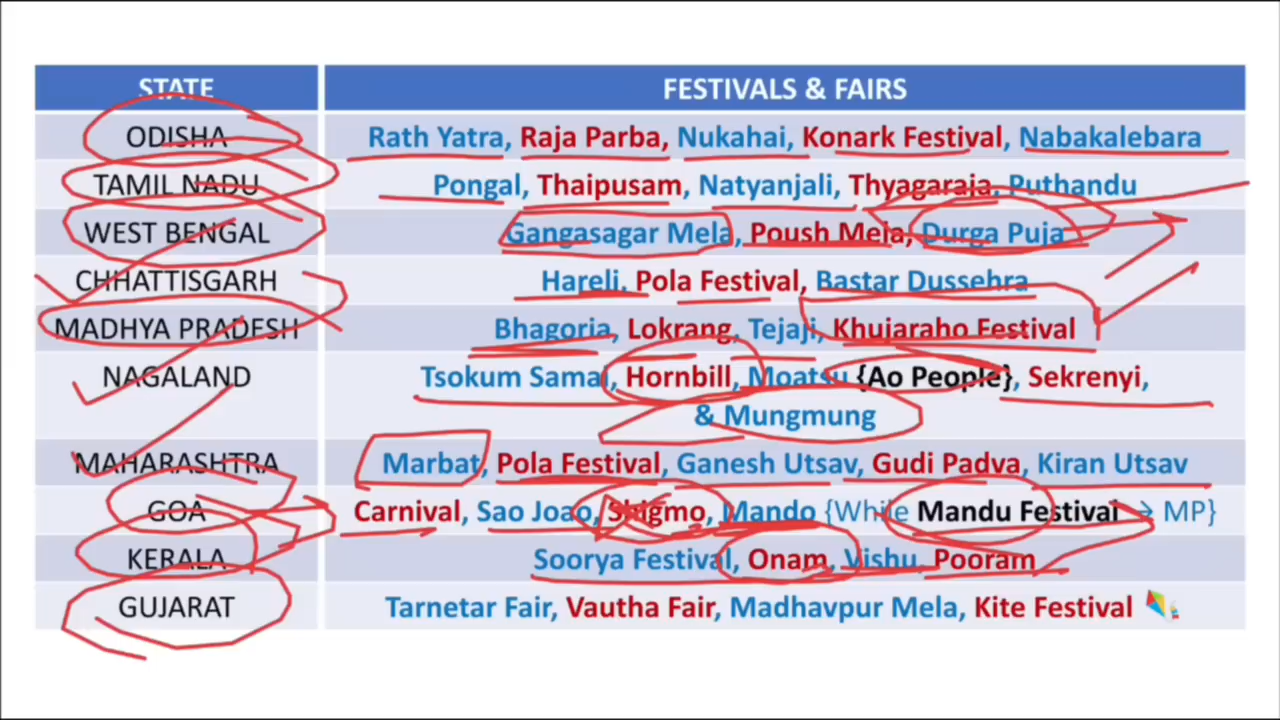 STATE FESTIVALS & FAIRS
ODISHA Rath Yatra, Raja Parba, Nukahai, Konark Festival, Nabakalebara
TAMIL NADU Pongal, Thaipusam, Natyanjali, Thyagaraja, Puthandu
WEST BENGAL Gangasagar Mela, Poush Mela, Durga Puja
CHHATTISGARH Hareli, Pola Festival, Bastar Dussehra
MADHYA PRADESH Bhagoria, Lokrang, Tejaji, Khujaraho Festival
NAGALAND Tsokum Samai, Hornbill, Moatsu {Ao People}, Sekrenyi,
& Mungmung
MAHARASHTRA Marbat, Pola Festival, Ganesh Utsav, Gudi Padva, Kiran Utsav
GOA Carnival, Sao Joao, Shigmo, Mando {While Mandu Festival → MP}
KERALA Soorya Festival, Onam, Vishu, Pooram
GUJARAT Tarnetar Fair, Vautha Fair, Madhavpur Mela, Kite Festival